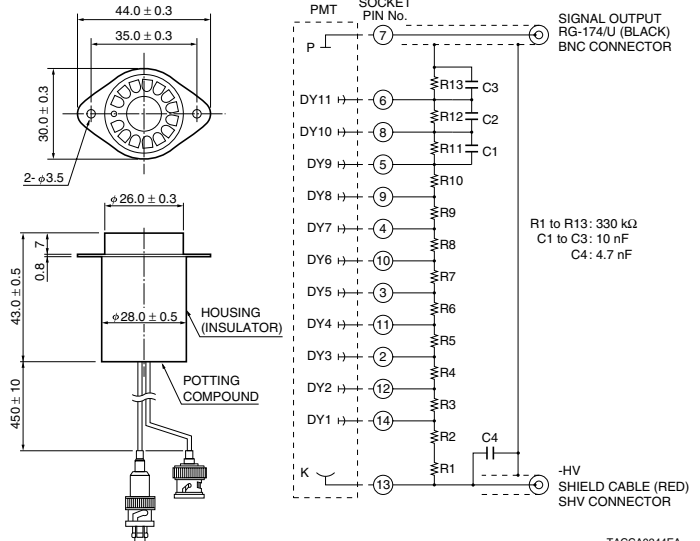 44.0 ± 0.3
35.0 ± 0.3
30.0 ± 0.3
2- φ3.5
φ26.0 ± 0.3
7
0.8
43.0 ± 0.5
φ28.0 ± 0.5
HOUSING
(INSULATOR)
450 ± 10
POTTING
COMPOUND
PMT
SOCKET
PIN No.
P
7
SIGNAL OUTPUT
RG-174/U (BLACK)
BNC CONNECTOR
R13
C3
DY11
6
R12
C2
DY10
8
R11
C1
DY9
5
R10
DY8
9
R9
DY7
4
R8
DY6
10
R7
DY5
3
R6
DY4
11
R5
DY3
2
R4
DY2
12
R3
DY1
14
R2
C4
R1
K
13
R1 to R13 : 330 kΩ
C1 to C3 : 10 nF
C4 : 4.7 nF
-HV
SHIELD CABLE (RED)
SHV CONNECTOR